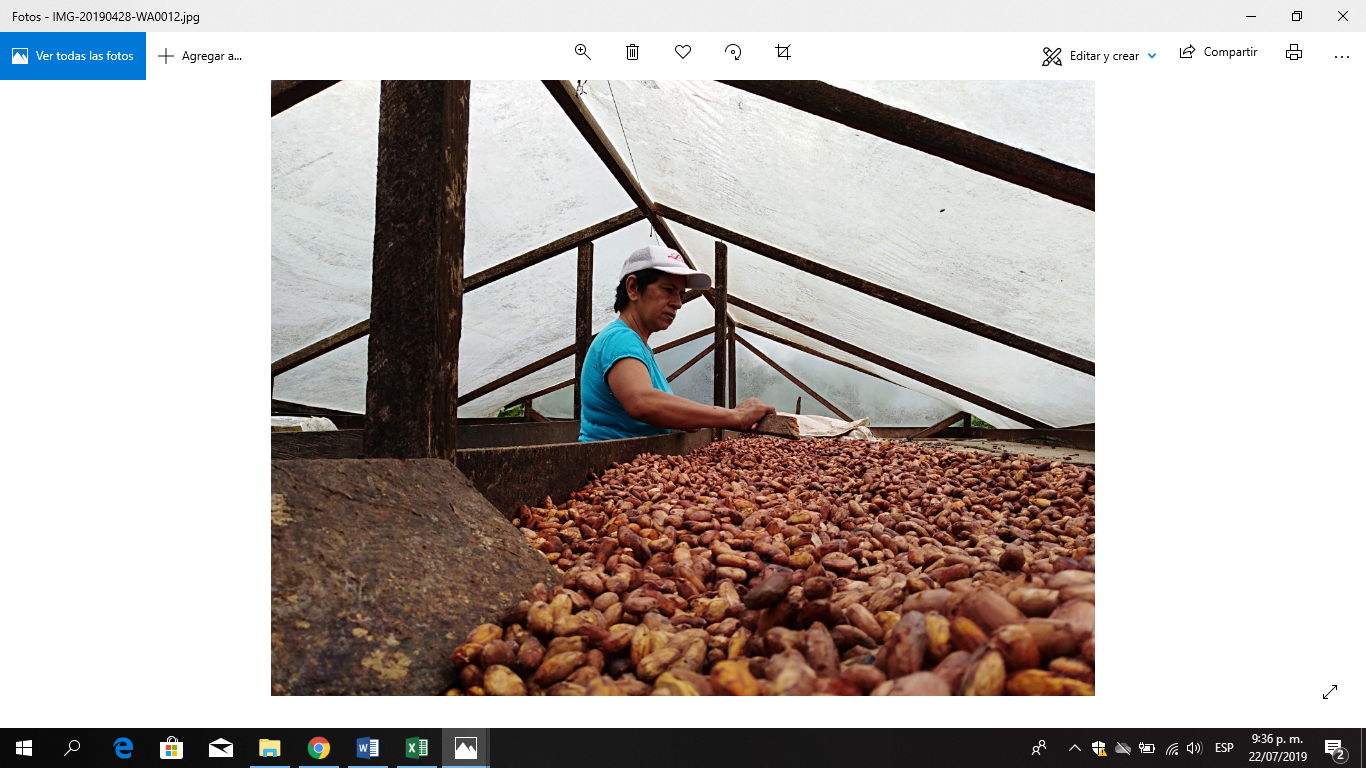 Fotos - IMG-20190428-WA0012.jpg
Ver todas las fotos
Agregar a...
Editar y crear
Compartir
ESP
9:36 p. m.
22/07/2019
2